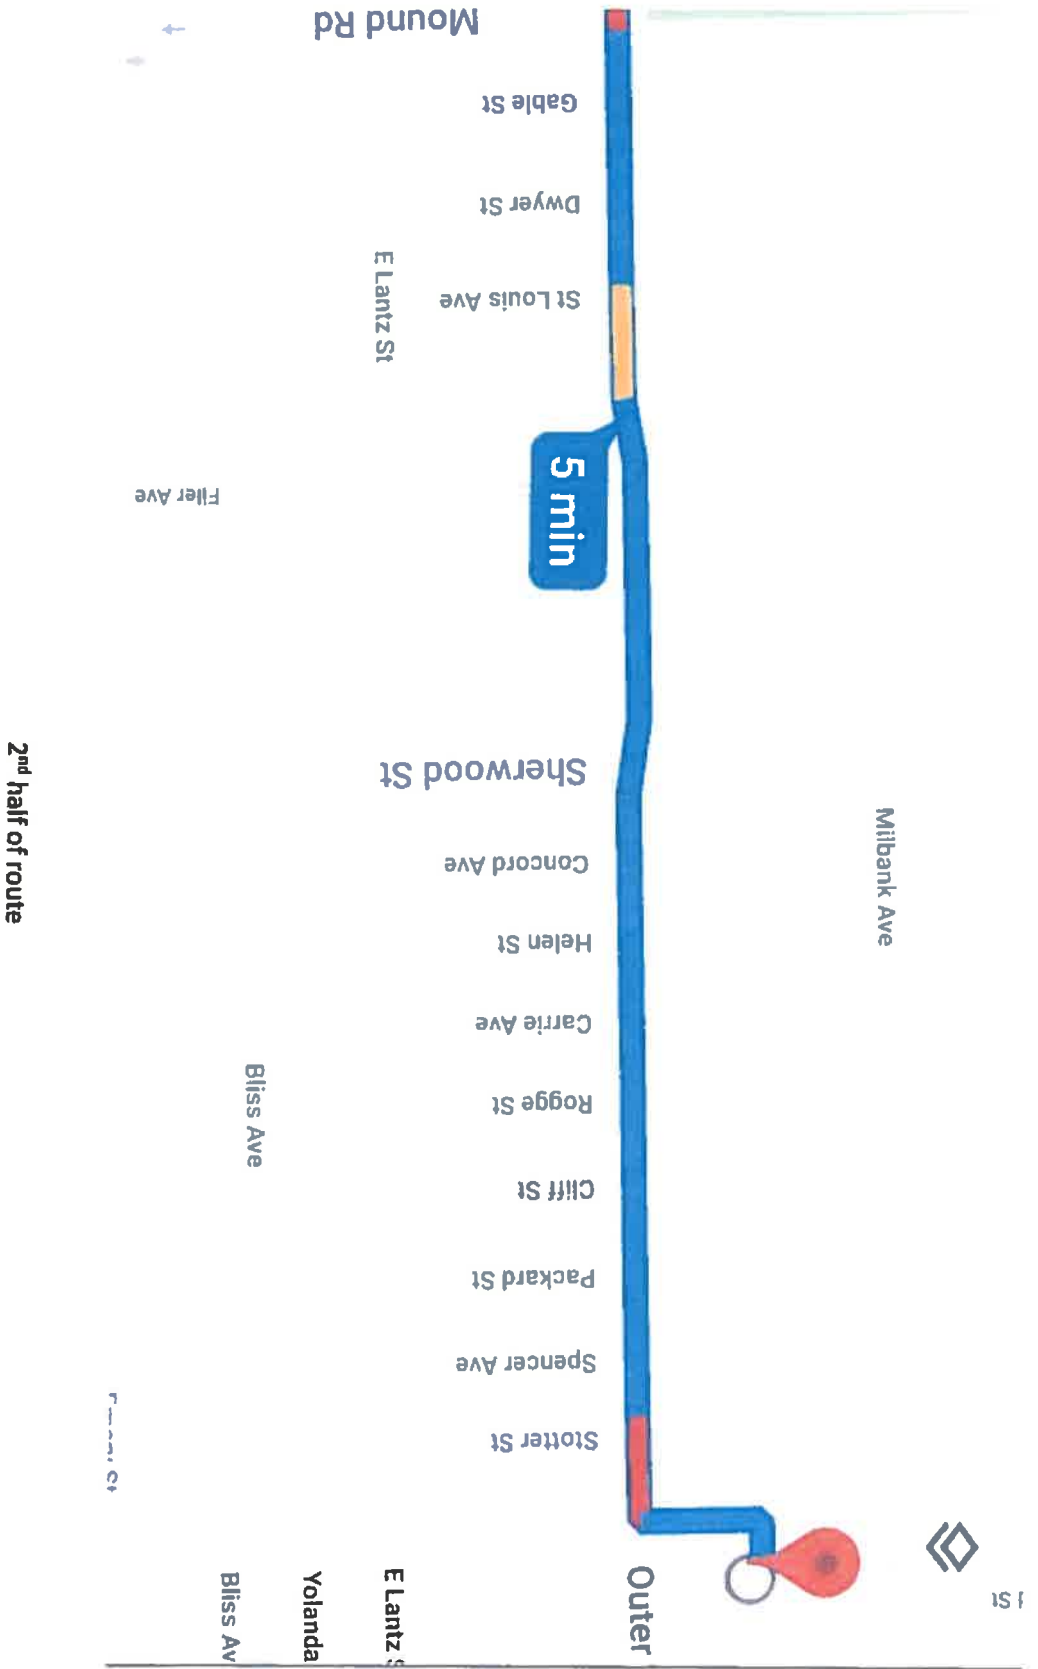 Mound Rd
Gable St
Dwyer St
St Louis Ave
E Lantz St
5 min
Filer Ave
Sherwood St
Milbank Ave
Concord Ave
Helen St
Carrie Ave
Rogge St
Bliss Ave
Cliff St
Packard St
Spencer Ave
Stotter St
St
Outer
E Lantz
Yolanda
Bliss Av
2nd half of route